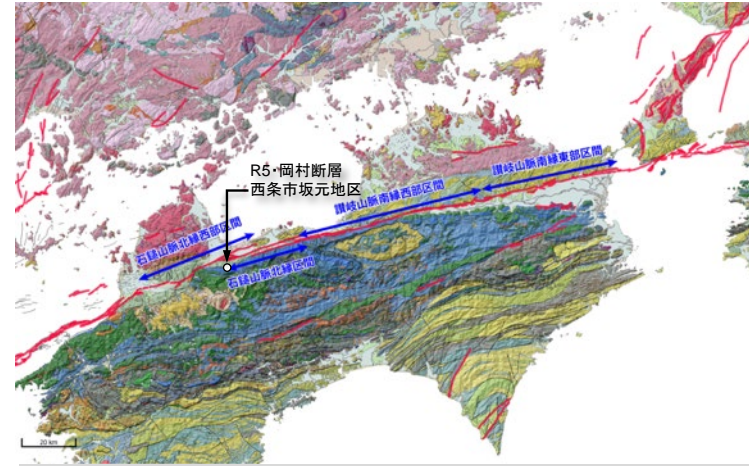 R5・岡村断層
西条市坂元地区
讃岐山脈南縁東部区間
讃岐山脈南縁西部区間
石鎚山脈北縁西部区間
石鎚山脈北縁区間
20 km